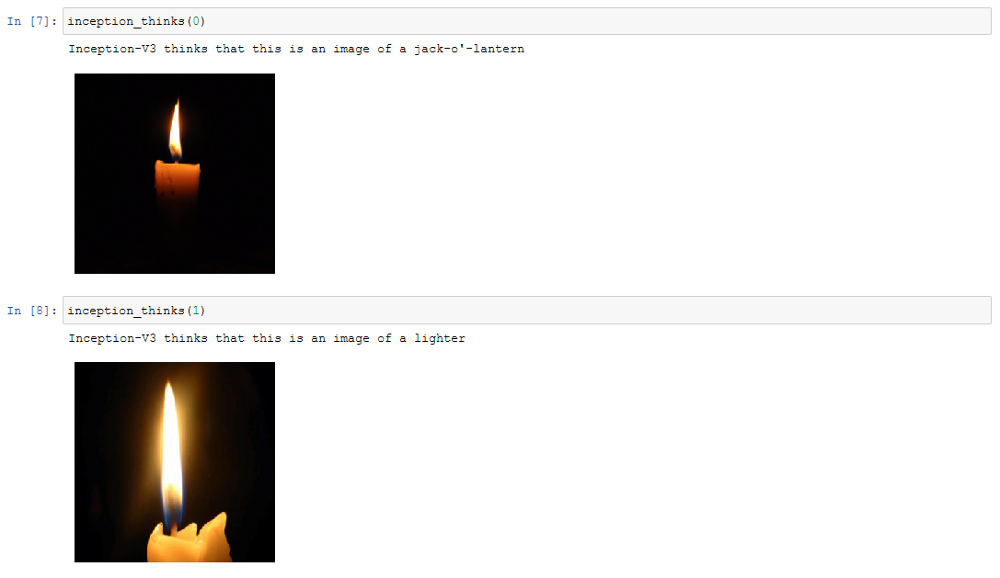 In [7]: inception_thinks(0)
Inception-V3 thinks that this is an image of a jack-o'-lantern
In [8]: inception_thinks(1)
Inception-V3 thinks that this is an image of a lighter